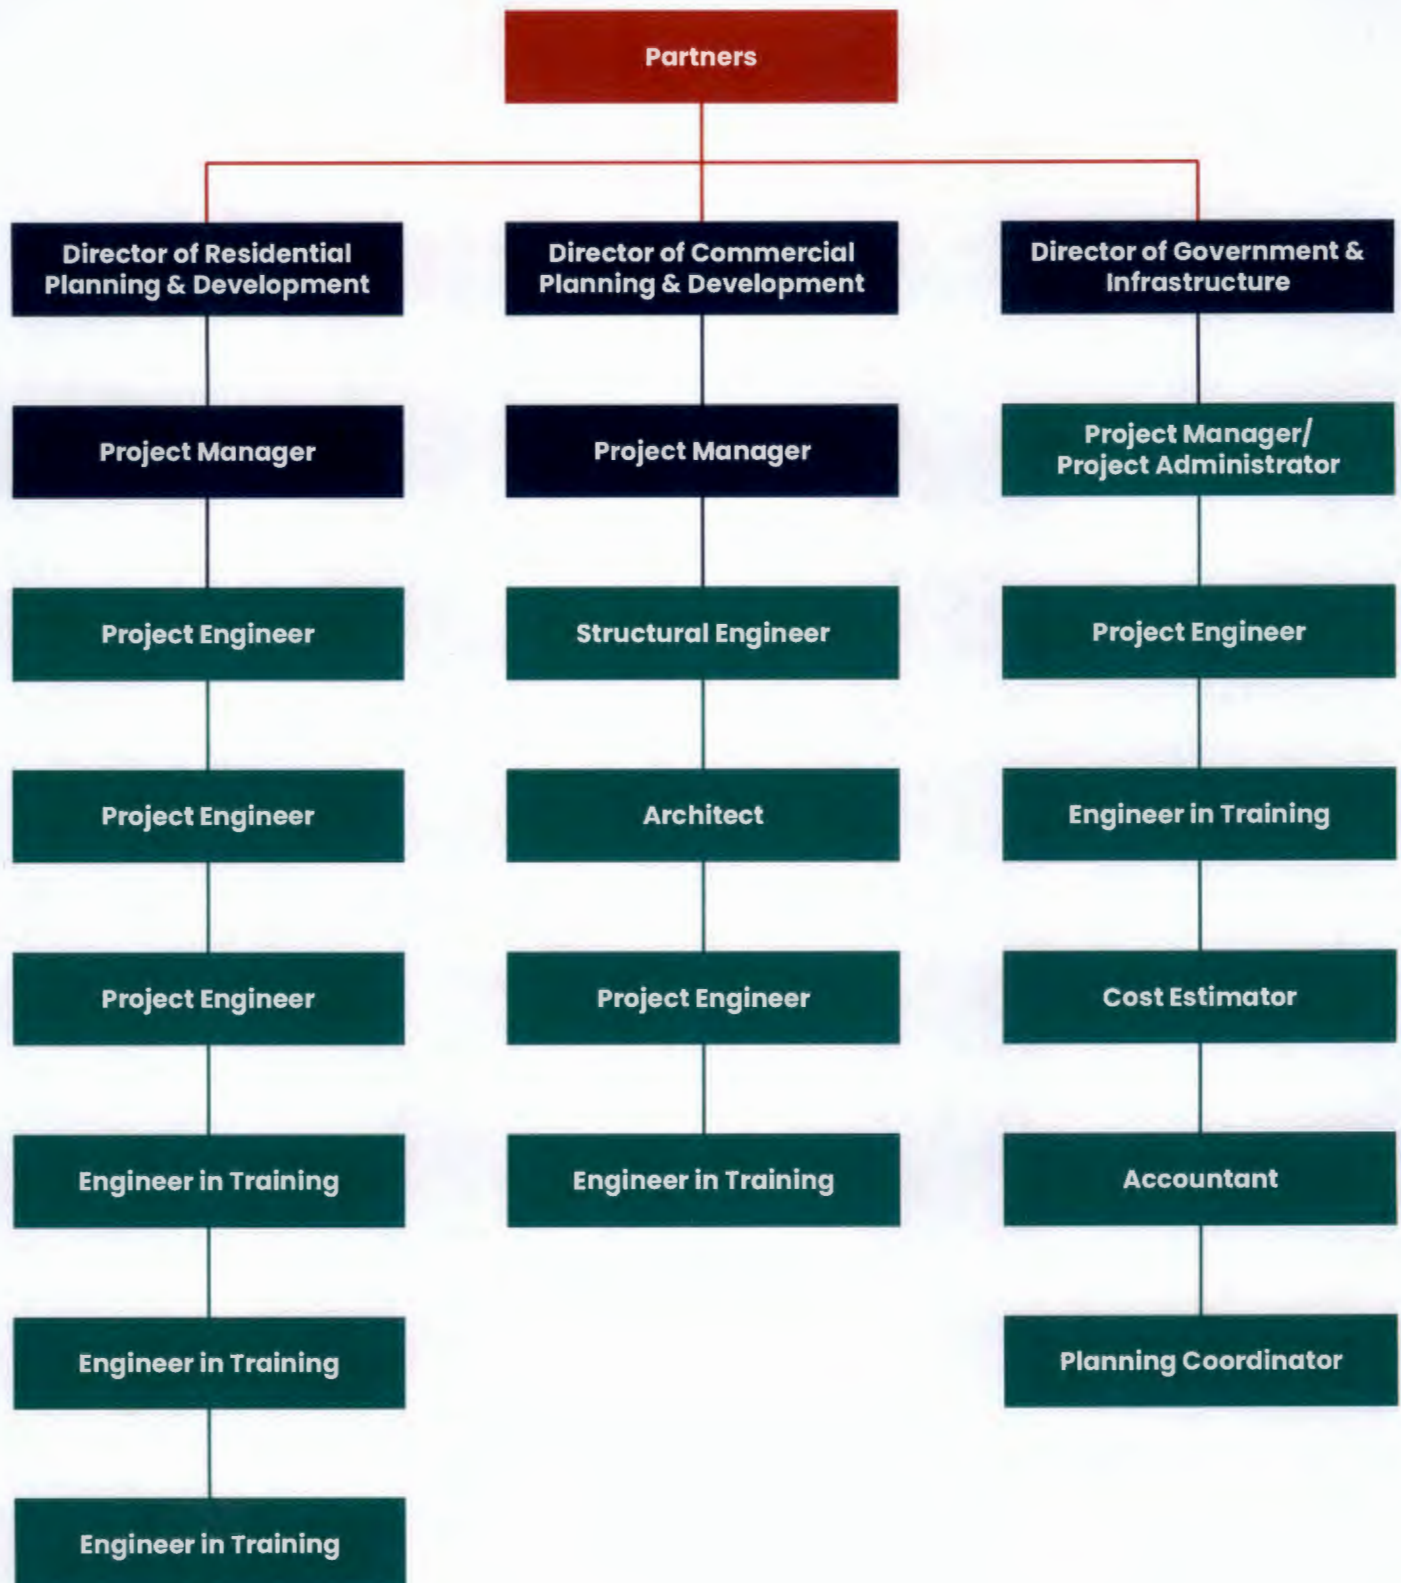 Partners
Director of Residential
Planning & Development
Project Manager
Project Engineer
Project Engineer
Project Engineer
Engineer in Training
Engineer in Training
Engineer in Training
Director of Commercial
Planning & Development
Project Manager
Structural Engineer
Architect
Project Engineer
Engineer in Training
Director of Government &
Infrastructure
Project Manager/
Project Administrator
Project Engineer
Engineer in Training
Cost Estimator
Accountant
Planning Coordinator